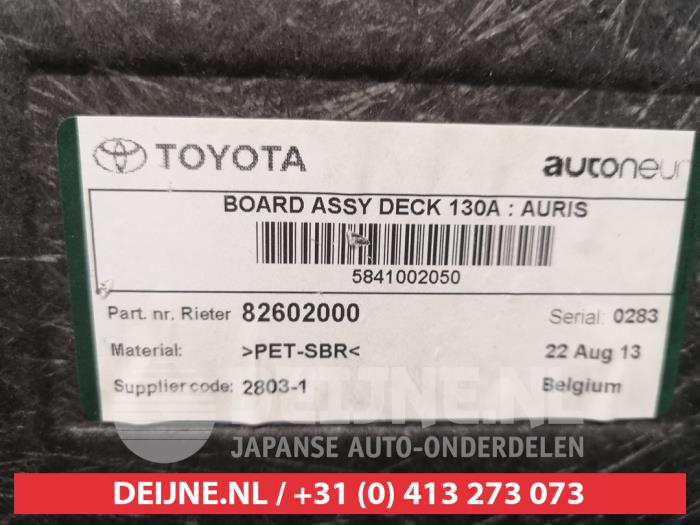 TOYOTA autoneum
BOARD ASSY DECK 130A : AURIS
5841002050
Part. nr. Rieter 82602000 Serial: 0283
Material: >PET-SBR< 22 Aug 13
Supplier code: 2803-1 Belgium
DEIJNE.NL
JAPANSE AUTO-ONDERDELEN
DEIJNE.NL / +31 (0) 413 273 073